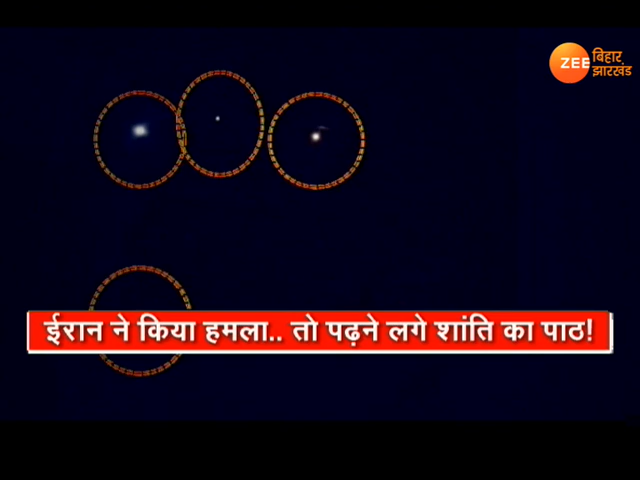 ZEE बिहार
झारखंड
ईरान ने किया हमला.. तो पढ़ने लगे शांति का पाठ!